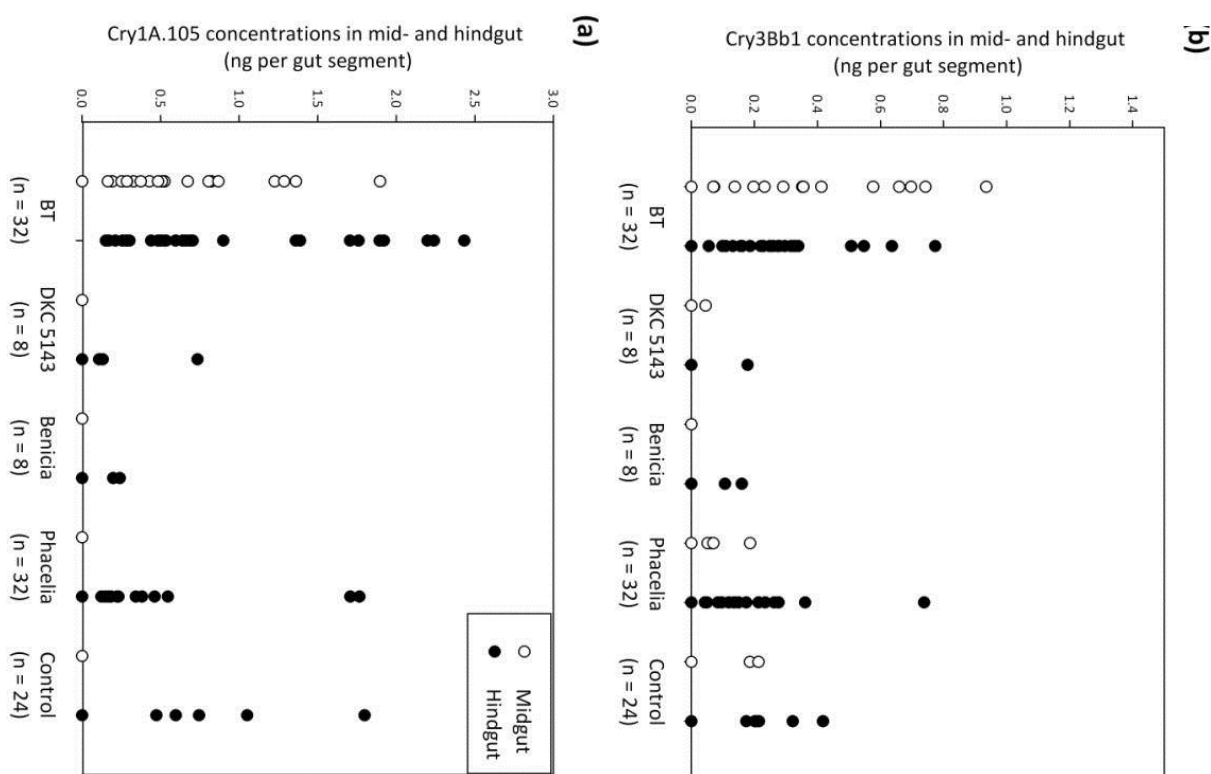 (a)
Cry1A.105 concentrations in mid- and hindgut
(ng per gut segment)
3.0
2.5
2.0
1.5
1.0
0.5
0.0
BT
(n = 32)
DKC 5143
(n = 8)
Benicia
(n = 8)
Phacelia
(n = 32)
Control
(n = 24)
Midgut
Hindgut
b)
Cry3Bb1 concentrations in mid- and hindgut
(ng per gut segment)
1.4
1.2
1.0
0.8
0.6
0.4
0.2
0.0
BT
(n = 32)
DKC 5143
(n = 8)
Benicia
(n = 8)
Phacelia
(n = 32)
Control
(n = 24)